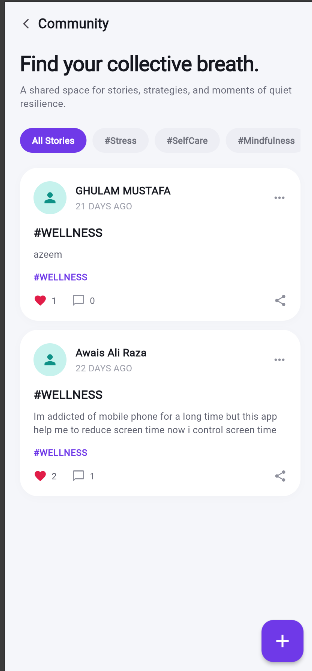 Community
Find your collective breath.
A shared space for stories, strategies, and moments of quiet
resilience.
All Stories
#Stress
#SelfCare
#Mindfulness
GHULAM MUSTAFA
21 DAYS AGO
#WELLNESS
azeem
#WELLNESS
1 0
Awais Ali Raza
22 DAYS AGO
#WELLNESS
Im addicted of mobile phone for a long time but this app
help me to reduce screen time now i control screen time
#WELLNESS
2 1